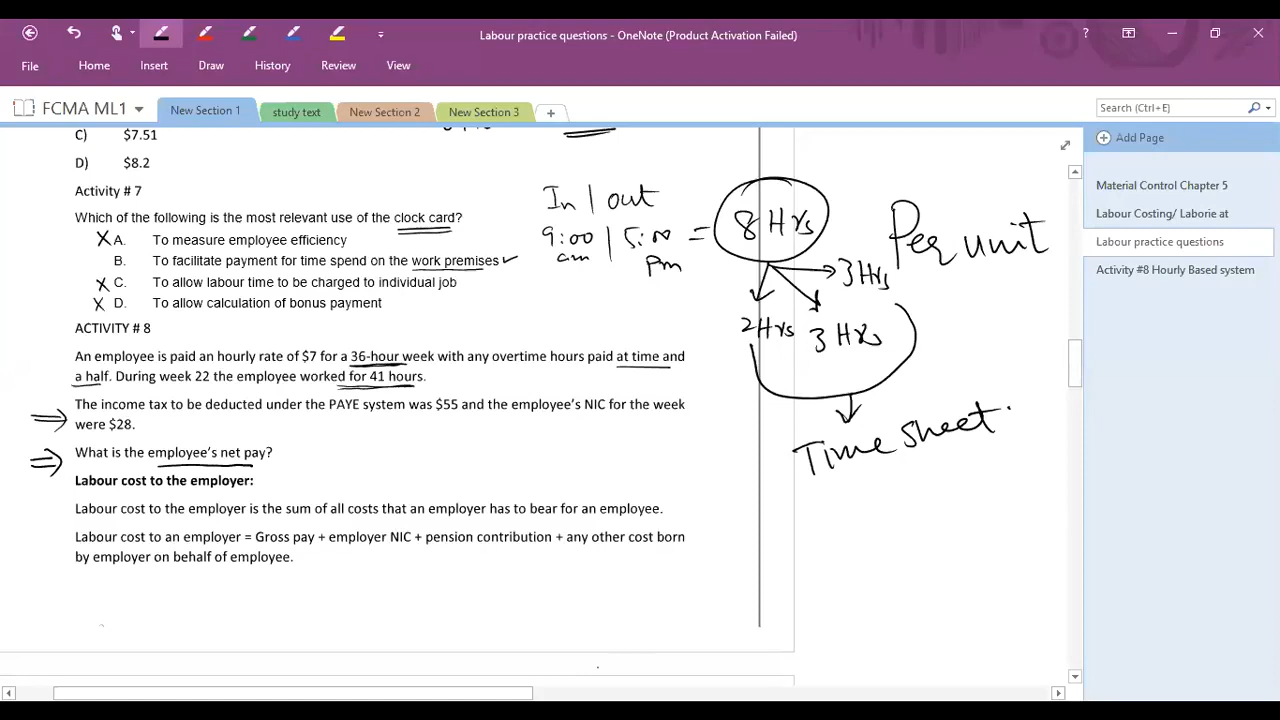 Labour practice questions - OneNote (Product Activation Failed)
?
File Home Insert Draw History Review View
FCMA ML1
New Section 1 study text New Section 2 New Section 3 +
Search (Ctrl+E)
Add Page
Material Control Chapter 5
Labour Costing/ Laborie at
Labour practice questions
Activity #8 Hourly Based system
C) $7.51
D) $8.2
Activity # 7
Which of the following is the most relevant use of the clock card?
X A. To measure employee efficiency
B. To facilitate payment for time spend on the work premises ✓
X C. To allow labour time to be charged to individual job
X D. To allow calculation of bonus payment
In | out
9:00 | 5:00 = 8 Hrs
am pm
3 Hrs
2 Hrs 3 Hrs
Per unit
Time sheet
ACTIVITY # 8
An employee is paid an hourly rate of $7 for a 36-hour week with any overtime hours paid at time and
a half. During week 22 the employee worked for 41 hours.
The income tax to be deducted under the PAYE system was $55 and the employee's NIC for the week
were $28.
What is the employee's net pay?
Labour cost to the employer:
Labour cost to the employer is the sum of all costs that an employer has to bear for an employee.
Labour cost to an employer = Gross pay + employer NIC + pension contribution + any other cost born
by employer on behalf of employee.